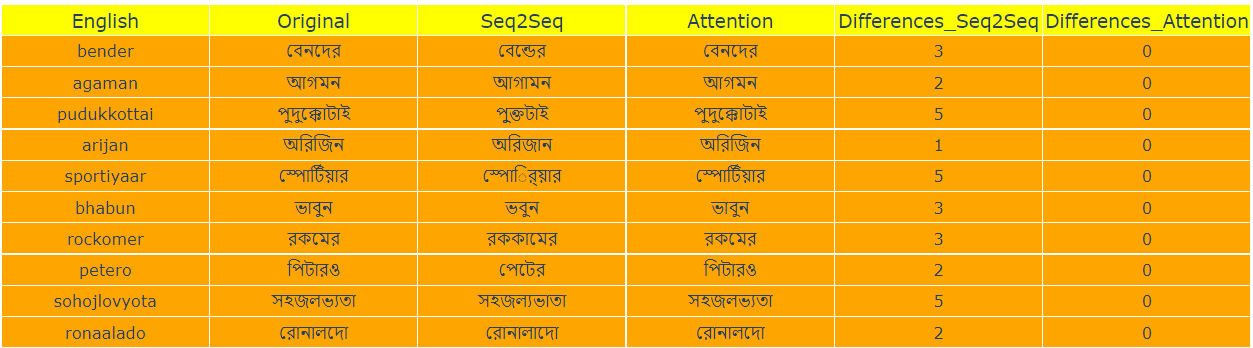 English Original Seq2Seq Attention Differences_Seq2Seq Differences_Attention
bender বেনদের বেন্ডের বেনদের 3 0
agaman আগমন আগামন আগমন 2 0
pudukkottai পুদুক্কোটাই পুক্তটাই পুদুক্কোটাই 5 0
arijan অরিজিন অরিজান অরিজিন 1 0
sportiyaar স্পোর্টিয়ার স্পোর্িয়ার স্পোর্টিয়ার 5 0
bhabun ভাবুন ভবুন ভাবুন 3 0
rockomer রকমের রককামের রকমের 3 0
petero পিটারও পেটের পিটারও 2 0
sohojlovyota সহজলভ্যতা সহজল্যভাতা সহজলভ্যতা 5 0
ronaalado রোনালদো রোনালাদো রোনালদো 2 0